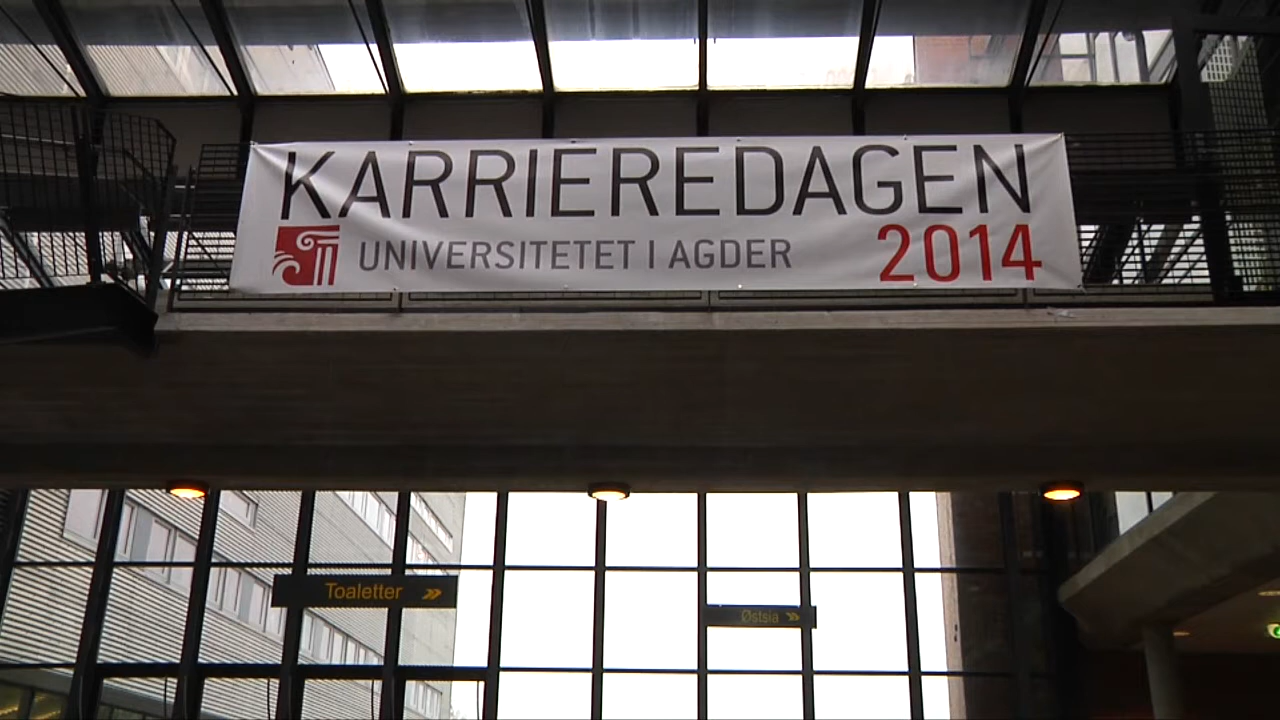 KARRIEREDAGEN
UNIVERSITETET I AGDER
2014
Toaletter
Østsia